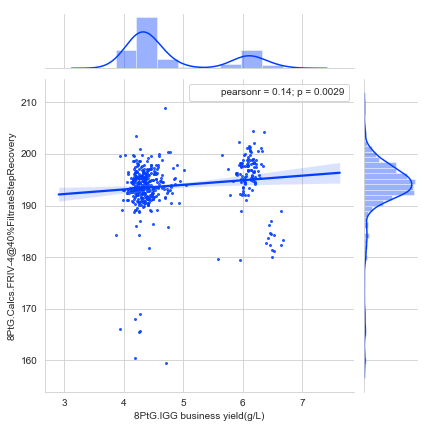 pearsonr = 0.14; p = 0.0029
210
200
190
180
170
160
8PtG.Calcs.FRIV-4@40%FiltrateStepRecovery
3 4 5 6 7
8PtG.IGG business yield(g/L)